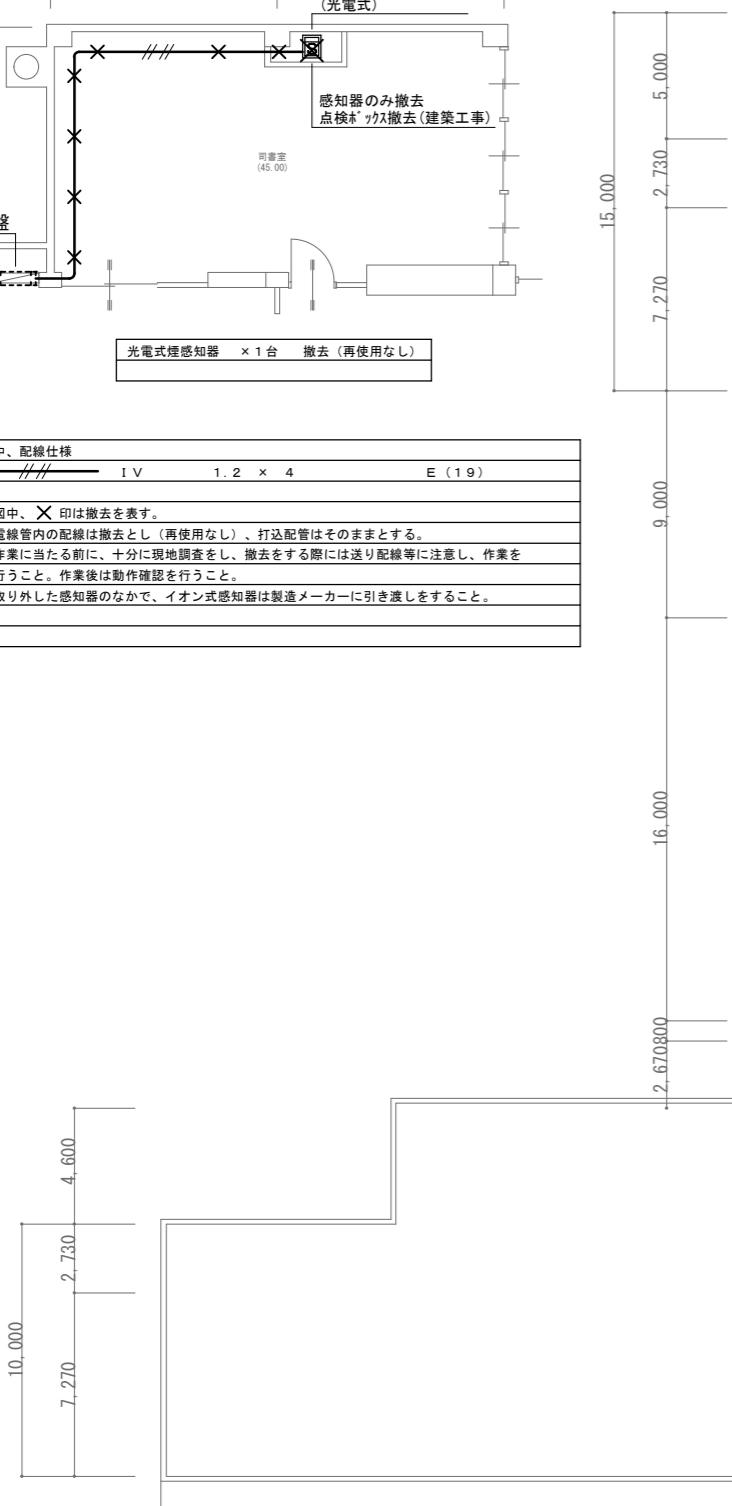 (光電式)
感知器のみ撤去
点検ボックス撤去(建築工事)
司書室
(45.00)
盤
光電式煙感知器 ×1台 撤去(再使用なし)
中、配線仕様
IV 1.2 × 4 E(19)
図中、× 印は撤去を表す。
電線管内の配線は撤去とし(再使用なし)、打込配管はそのままとする。
作業に当たる前に、十分に現地調査をし、撤去をする際には送り配線等に注意し、作業を
行うこと。作業後は動作確認を行うこと。
取り外した感知器のなかで、イオン式感知器は製造メーカーに引き渡しをすること。
5,000
2,730
15,000
7,270
9,000
16,000
800
2,670
4,600
2,730
10,000
7,270